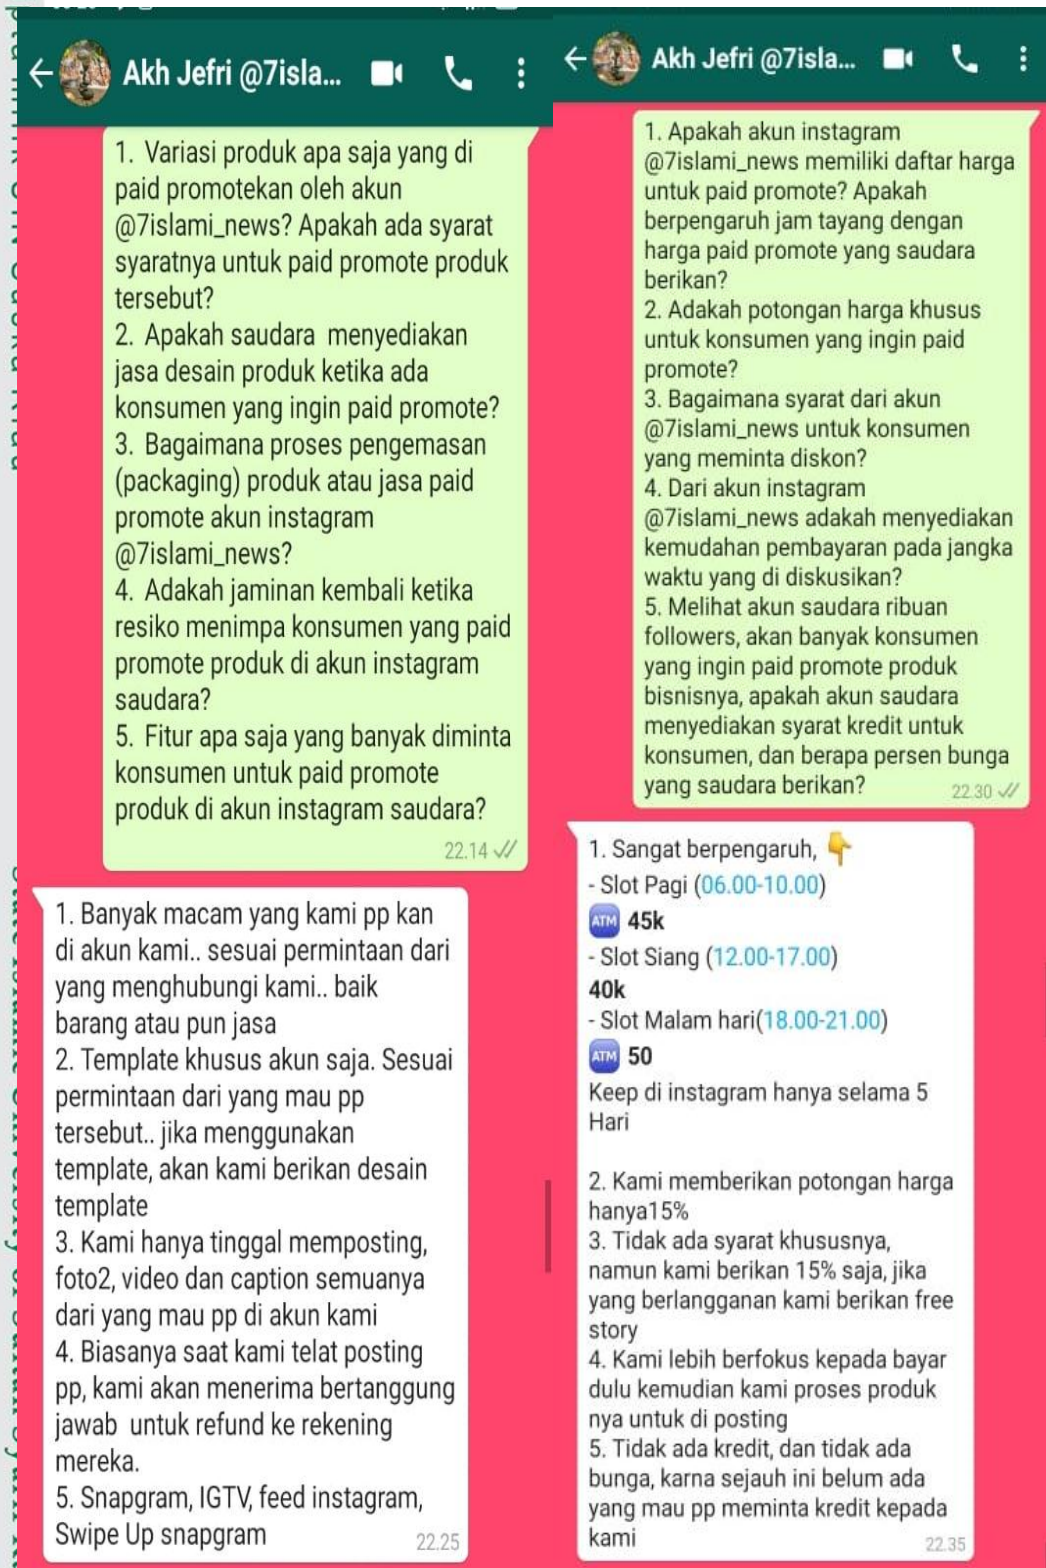 Akh Jefri @7isla...
1. Variasi produk apa saja yang di
paid promotekan oleh akun
@7islami_news? Apakah ada syarat
syaratnya untuk paid promote produk
tersebut?
2. Apakah saudara menyediakan
jasa desain produk ketika ada
konsumen yang ingin paid promote?
3. Bagaimana proses pengemasan
(packaging) produk atau jasa paid
promote akun instagram
@7islami_news?
4. Adakah jaminan kembali ketika
resiko menimpa konsumen yang paid
promote produk di akun instagram
saudara?
5. Fitur apa saja yang banyak diminta
konsumen untuk paid promote
produk di akun instagram saudara?
22.14
1. Banyak macam yang kami pp kan
di akun kami.. sesuai permintaan dari
yang menghubungi kami.. baik
barang atau pun jasa
2. Template khusus akun saja. Sesuai
permintaan dari yang mau pp
tersebut.. jika menggunakan
template, akan kami berikan desain
template
3. Kami hanya tinggal memposting,
foto2, video dan caption semuanya
dari yang mau pp di akun kami
4. Biasanya saat kami telat posting
pp, kami akan menerima bertanggung
jawab untuk refund ke rekening
mereka.
5. Snapgram, IGTV, feed instagram,
Swipe Up snapgram
22.25
Akh Jefri @7isla...
1. Apakah akun instagram
@7islami_news memiliki daftar harga
untuk paid promote? Apakah
berpengaruh jam tayang dengan
harga paid promote yang saudara
berikan?
2. Adakah potongan harga khusus
untuk konsumen yang ingin paid
promote?
3. Bagaimana syarat dari akun
@7islami_news untuk konsumen
yang meminta diskon?
4. Dari akun instagram
@7islami_news adakah menyediakan
kemudahan pembayaran pada jangka
waktu yang di diskusikan?
5. Melihat akun saudara ribuan
followers, akan banyak konsumen
yang ingin paid promote produk
bisnisnya, apakah akun saudara
menyediakan syarat kredit untuk
konsumen, dan berapa persen bunga
yang saudara berikan?
22.30
1. Sangat berpengaruh, 👇
- Slot Pagi (06.00-10.00)
🏧 45k
- Slot Siang (12.00-17.00)
40k
- Slot Malam hari(18.00-21.00)
🏧 50
Keep di instagram hanya selama 5
Hari
2. Kami memberikan potongan harga
hanya15%
3. Tidak ada syarat khususnya,
namun kami berikan 15% saja, jika
yang berlangganan kami berikan free
story
4. Kami lebih berfokus kepada bayar
dulu kemudian kami proses produk
nya untuk di posting
5. Tidak ada kredit, dan tidak ada
bunga, karna sejauh ini belum ada
yang mau pp meminta kredit kepada
kami
22.35